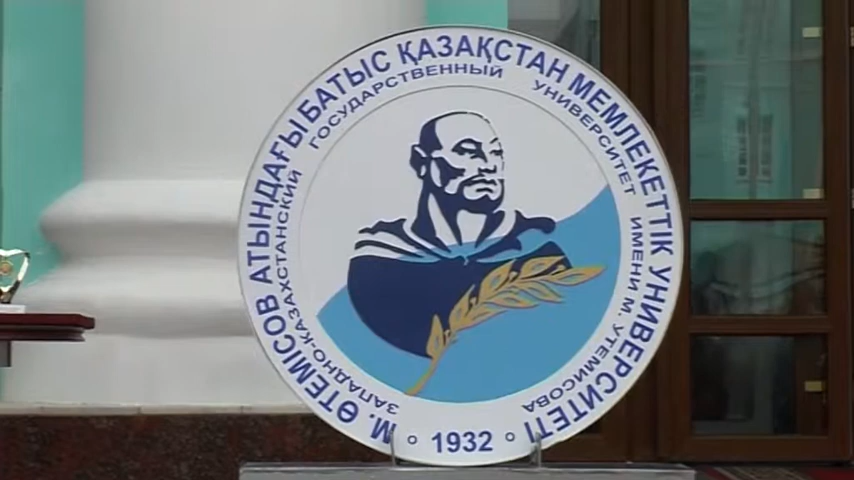 М. ӨТЕМІСОВ АТЫНДАҒЫ БАТЫС ҚАЗАҚСТАН МЕМЛЕКЕТТІК УНИВЕРСИТЕТІ
ЗАПАДНО-КАЗАХСТАНСКИЙ ГОСУДАРСТВЕННЫЙ УНИВЕРСИТЕТ ИМЕНИ М. УТЕМИСОВА
1932